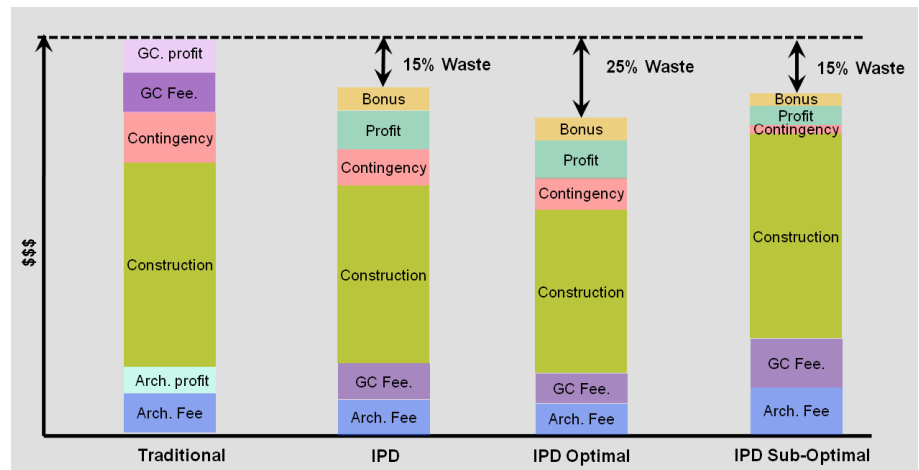 $$$
GC. profit
GC Fee.
Contingency
Construction
Arch. profit
Arch. Fee
Traditional
15% Waste
Bonus
Profit
Contingency
Construction
GC Fee.
Arch. Fee
IPD
25% Waste
Bonus
Profit
Contingency
Construction
GC Fee.
Arch. Fee
IPD Optimal
15% Waste
Bonus
Profit
Contingency
Construction
GC Fee.
Arch. Fee
IPD Sub-Optimal